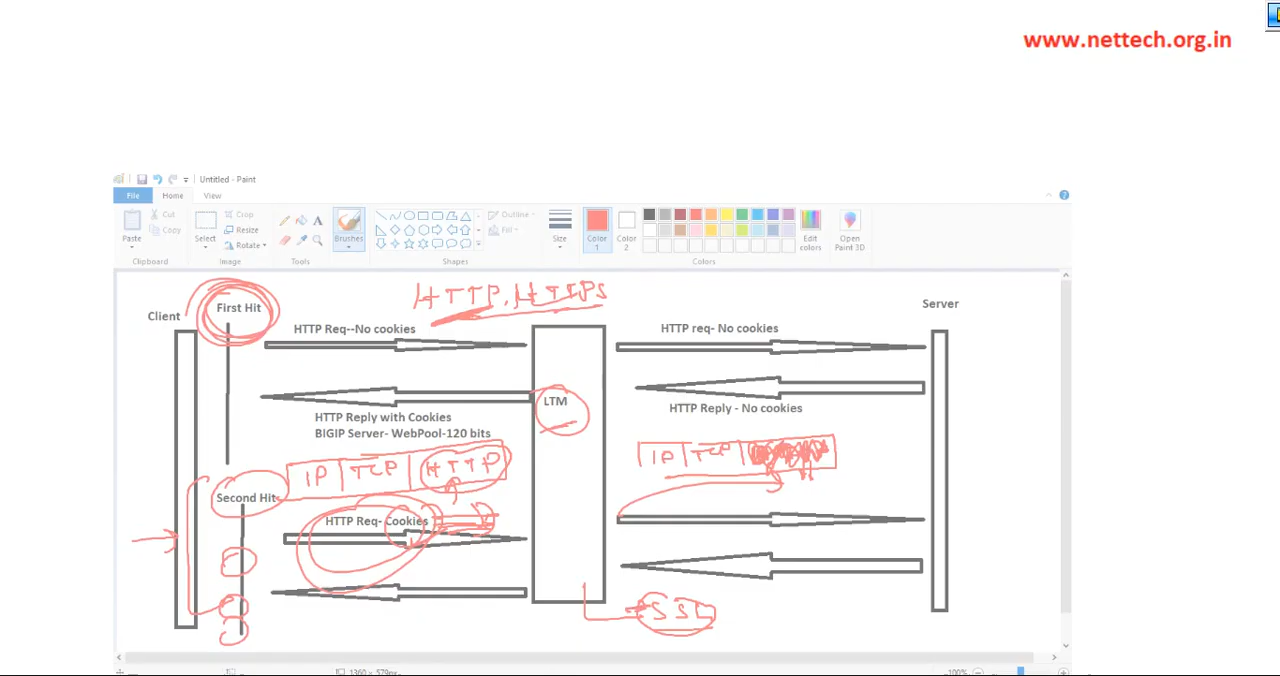 www.nettech.org.in
Untitled - Paint
File Home View
Paste
Cut
Copy
Clipboard
Select
Crop
Resize
Rotate
Image
A
Tools
Brushes
Outline
Fill
Shapes
Size
Color 1
Color 2
Edit colors
Colors
Open Paint 3D
HTTP, HTTPS
Client
First Hit
Server
HTTP Req--No cookies
HTTP req- No cookies
LTM
HTTP Reply with Cookies
BIGIP Server- WebPool-120 bits
HTTP Reply - No cookies
IP TCP HTTP
IP TCP
Second Hit
HTTP Req- Cookies
SSL
1360 × 579px
100%